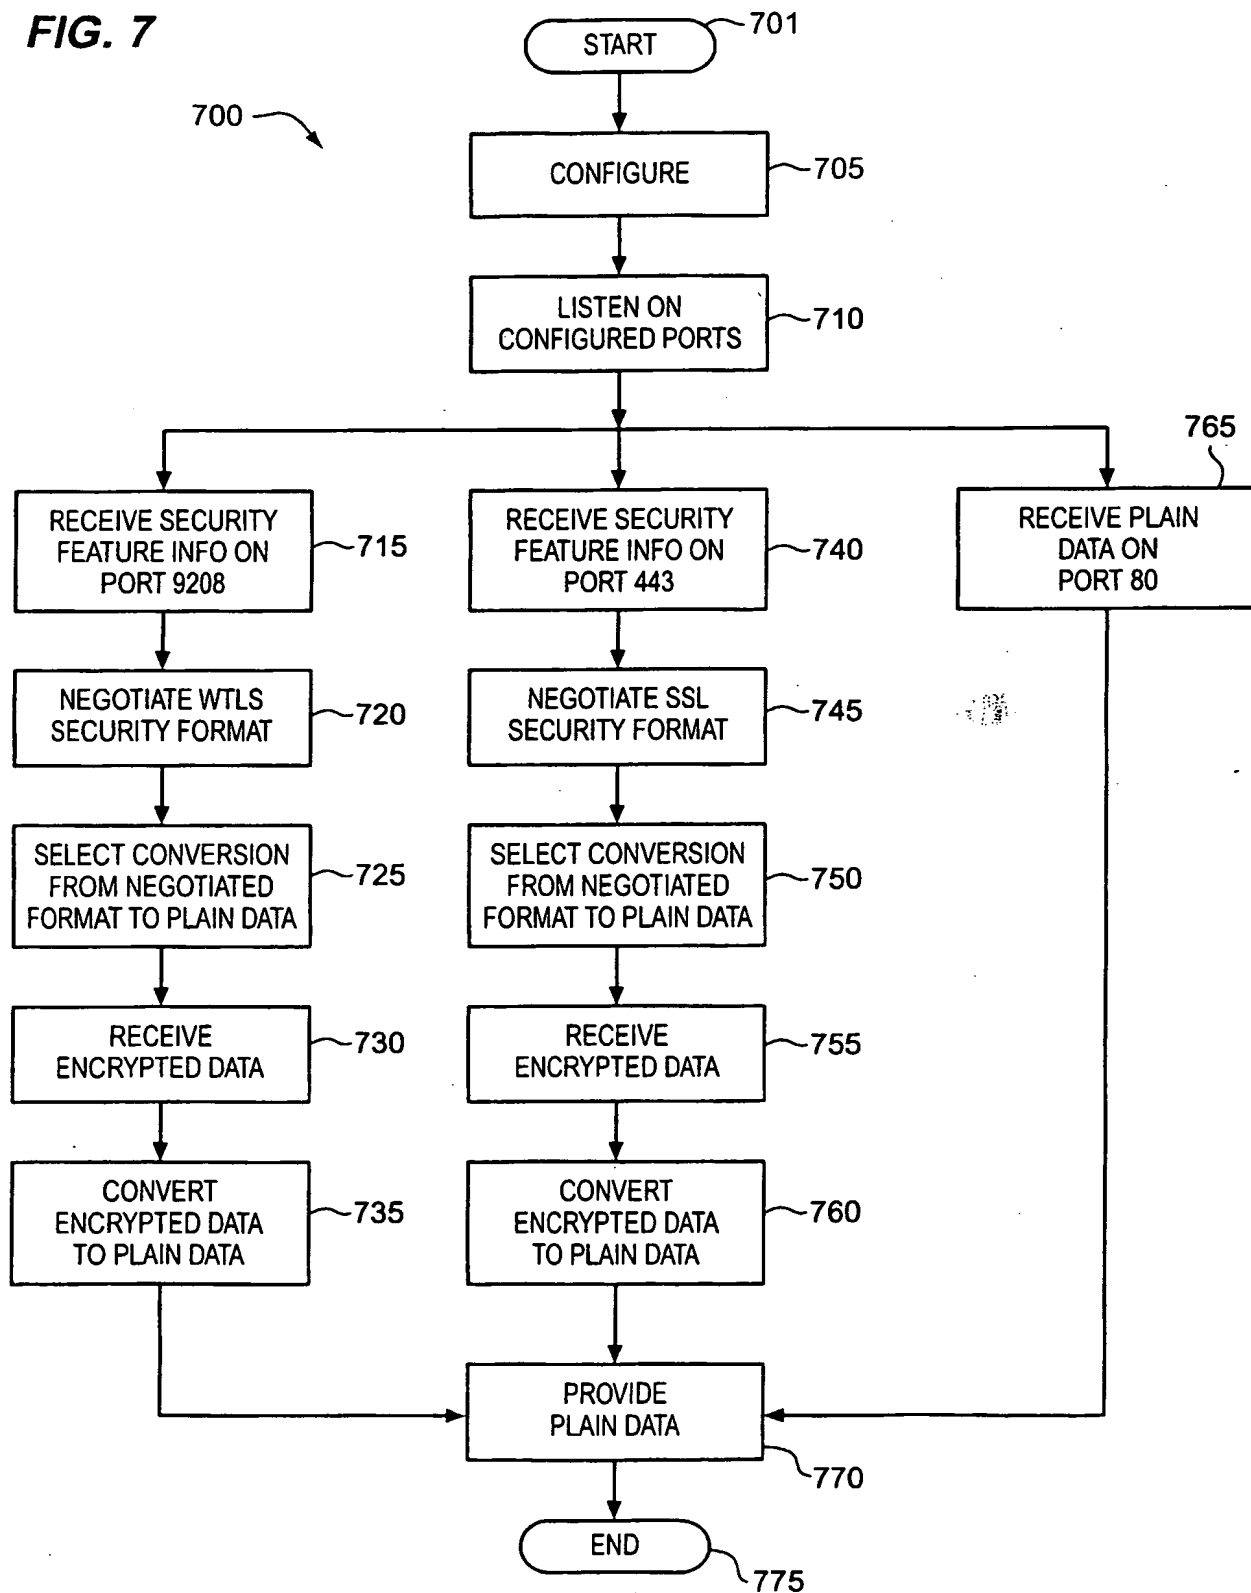 FIG. 7
START
701
700
CONFIGURE
705
LISTEN ON
CONFIGURED PORTS
710
RECEIVE SECURITY
FEATURE INFO ON
PORT 9208
715
RECEIVE SECURITY
FEATURE INFO ON
PORT 443
740
765
RECEIVE PLAIN
DATA ON
PORT 80
NEGOTIATE WTLS
SECURITY FORMAT
720
NEGOTIATE SSL
SECURITY FORMAT
745
SELECT CONVERSION
FROM NEGOTIATED
FORMAT TO PLAIN DATA
725
SELECT CONVERSION
FROM NEGOTIATED
FORMAT TO PLAIN DATA
750
RECEIVE
ENCRYPTED DATA
730
RECEIVE
ENCRYPTED DATA
755
CONVERT
ENCRYPTED DATA
TO PLAIN DATA
735
CONVERT
ENCRYPTED DATA
TO PLAIN DATA
760
PROVIDE
PLAIN DATA
770
END
775